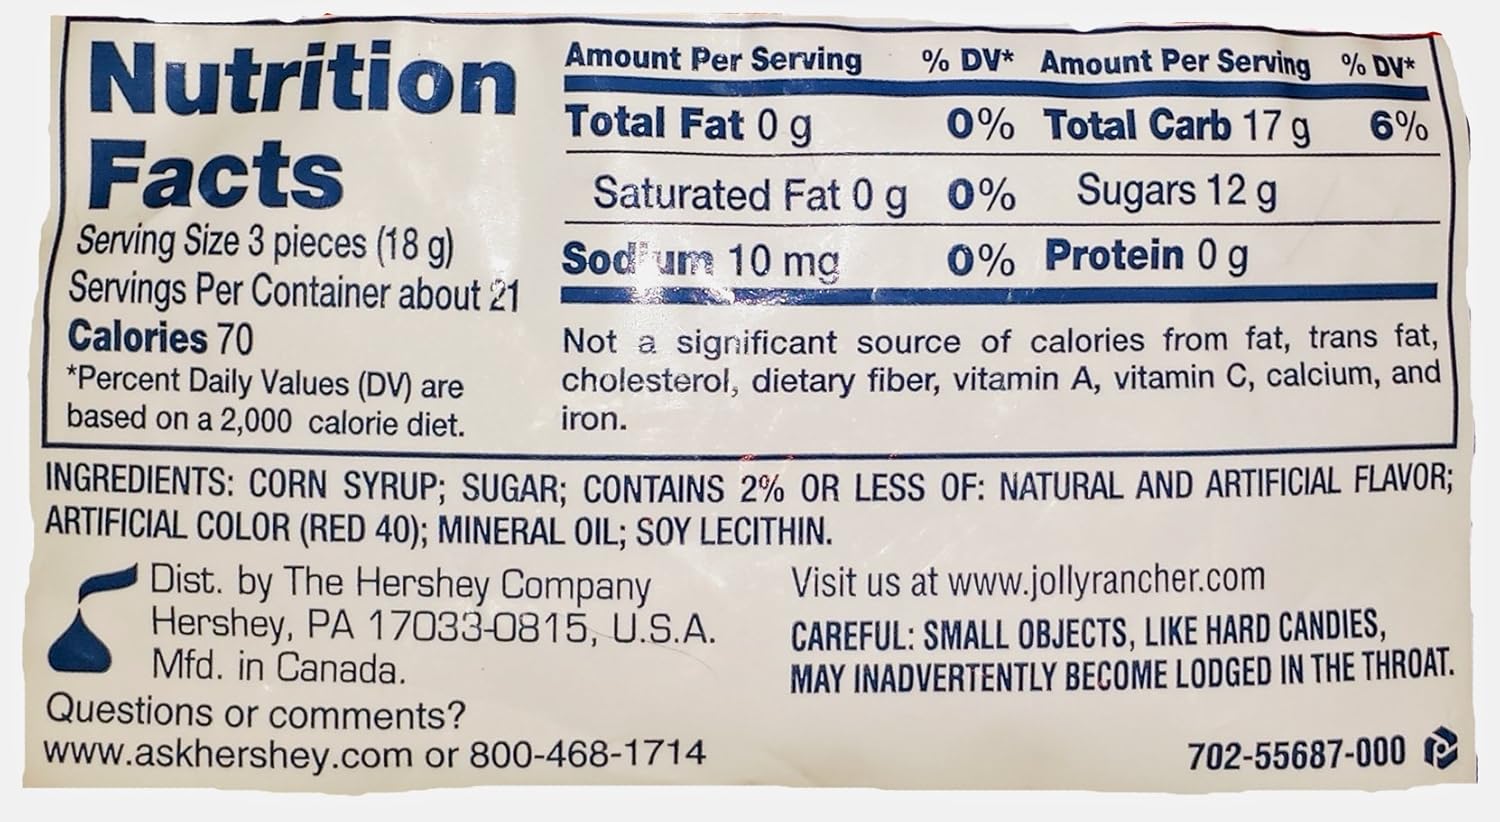 Nutrition
Facts
Serving Size 3 pieces (18 g)
Servings Per Container about 21
Calories 70
*Percent Daily Values (DV) are
based on a 2,000 calorie diet.
Amount Per Serving % DV* Amount Per Serving % DV*
Total Fat 0 g 0% Total Carb 17 g 6%
Saturated Fat 0 g 0% Sugars 12 g
Sodium 10 mg 0% Protein 0 g
Not a significant source of calories from fat, trans fat,
cholesterol, dietary fiber, vitamin A, vitamin C, calcium, and
iron.
INGREDIENTS: CORN SYRUP; SUGAR; CONTAINS 2% OR LESS OF: NATURAL AND ARTIFICIAL FLAVOR;
ARTIFICIAL COLOR (RED 40); MINERAL OIL; SOY LECITHIN.
Dist. by The Hershey Company
Hershey, PA 17033-0815, U.S.A.
Mfd. in Canada.
Questions or comments?
www.askhershey.com or 800-468-1714
Visit us at www.jollyrancher.com
CAREFUL: SMALL OBJECTS, LIKE HARD CANDIES,
MAY INADVERTENTLY BECOME LODGED IN THE THROAT.
702-55687-000